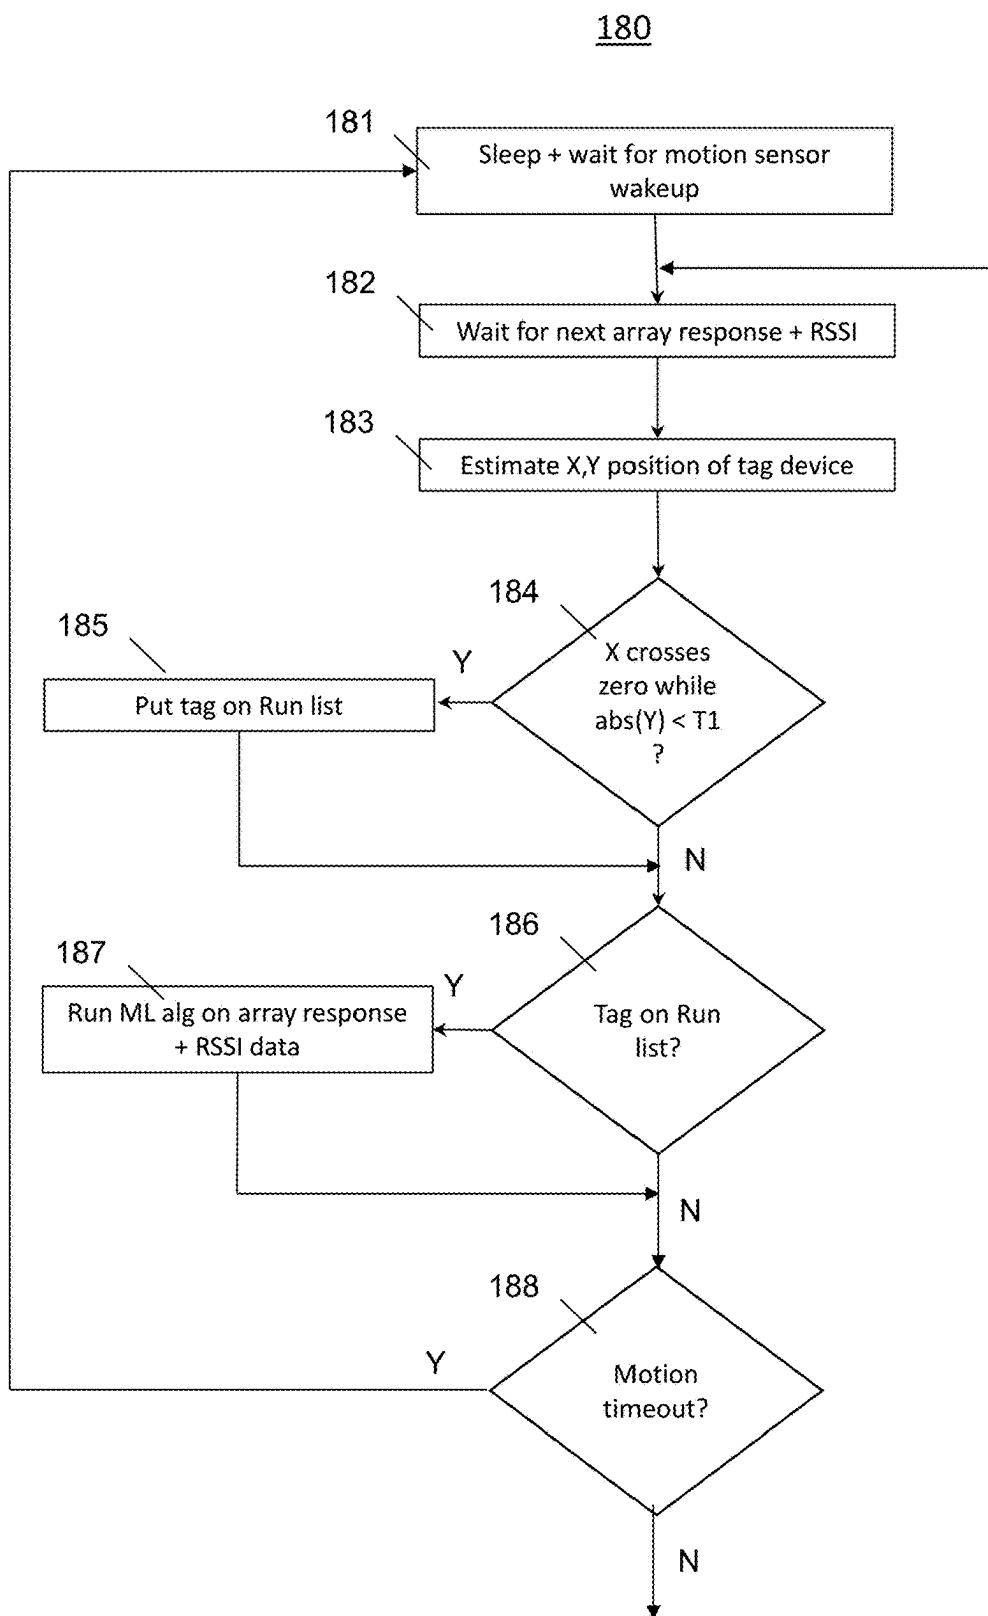 180
181
Sleep + wait for motion sensor
wakeup
182
Wait for next array response + RSSI
183
Estimate X,Y position of tag device
184
X crosses
zero while
abs(Y) < T1
?
185
Y
Put tag on Run list
N
186
Tag on Run
list?
187
Y
Run ML alg on array response
+ RSSI data
N
188
Motion
timeout?
Y
N